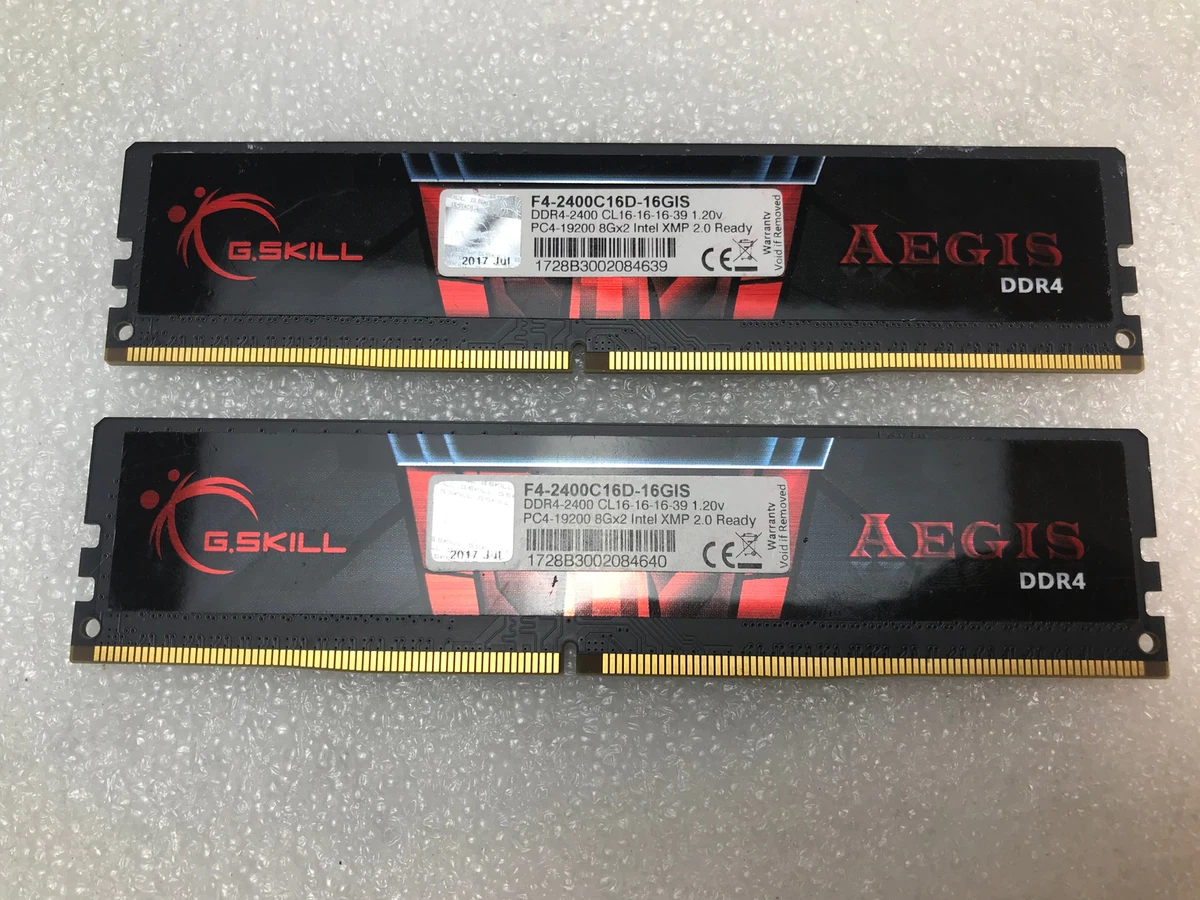 G.SKILL
F4-2400C16D-16GIS
DDR4-2400 CL16-16-16-39 1.20v
PC4-19200 8Gx2 Intel XMP 2.0 Ready
2017 Jul
1728B3002084639
CE
Warranty
Void if Removed
AEGIS
DDR4
G.SKILL
F4-2400C16D-16GIS
DDR4-2400 CL16-16-16-39 1.20v
PC4-19200 8Gx2 Intel XMP 2.0 Ready
2017 Jul
1728B3002084640
CE
Warranty
Void if Removed
AEGIS
DDR4